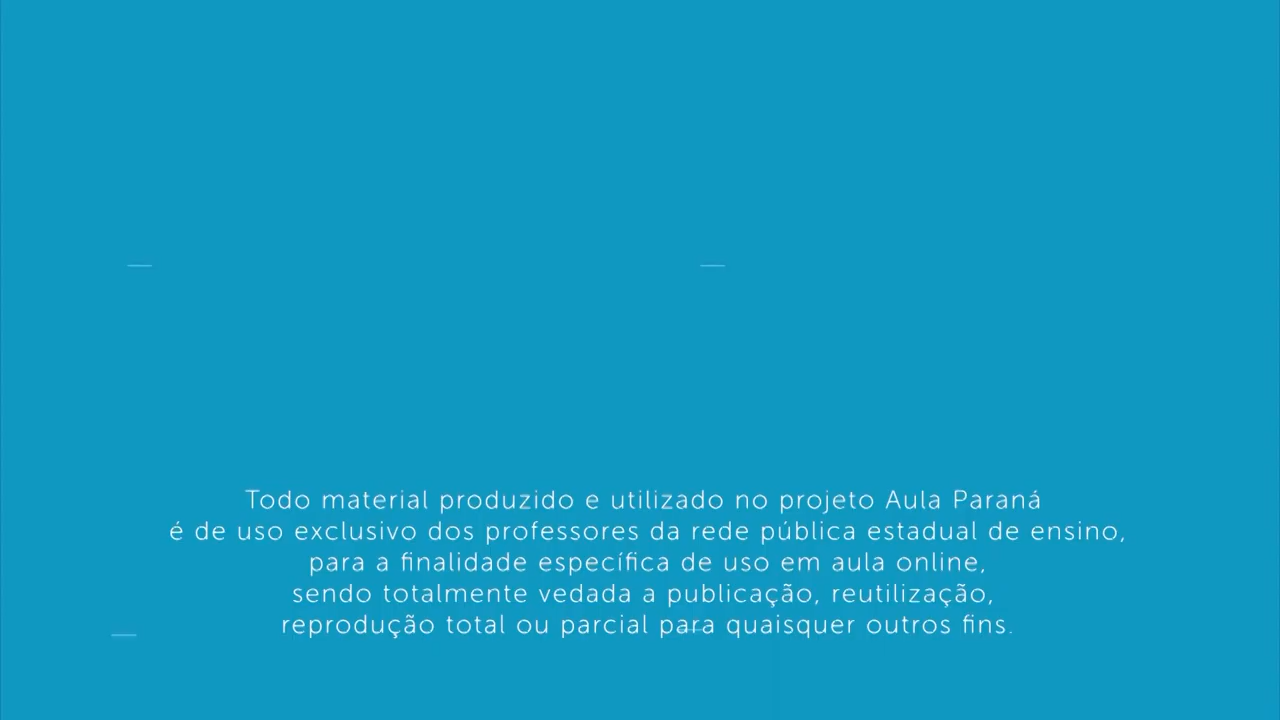 Todo material produzido e utilizado no projeto Aula Paraná
é de uso exclusivo dos professores da rede pública estadual de ensino,
para a finalidade específica de uso em aula online,
sendo totalmente vedada a publicação, reutilização,
reprodução total ou parcial para quaisquer outros fins.